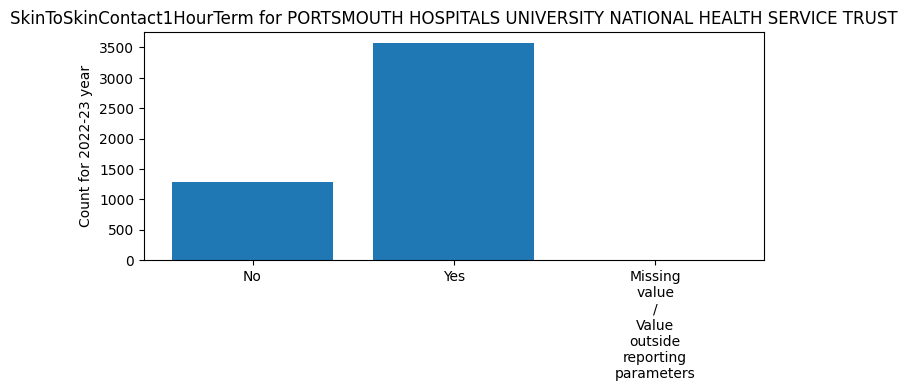 SkinToSkinContact1HourTerm for PORTSMOUTH HOSPITALS UNIVERSITY NATIONAL HEALTH SERVICE TRUST
Count for 2022-23 year
3500
3000
2500
2000
1500
1000
500
0
No
Yes
Missing
value
/
Value
outside
reporting
parameters